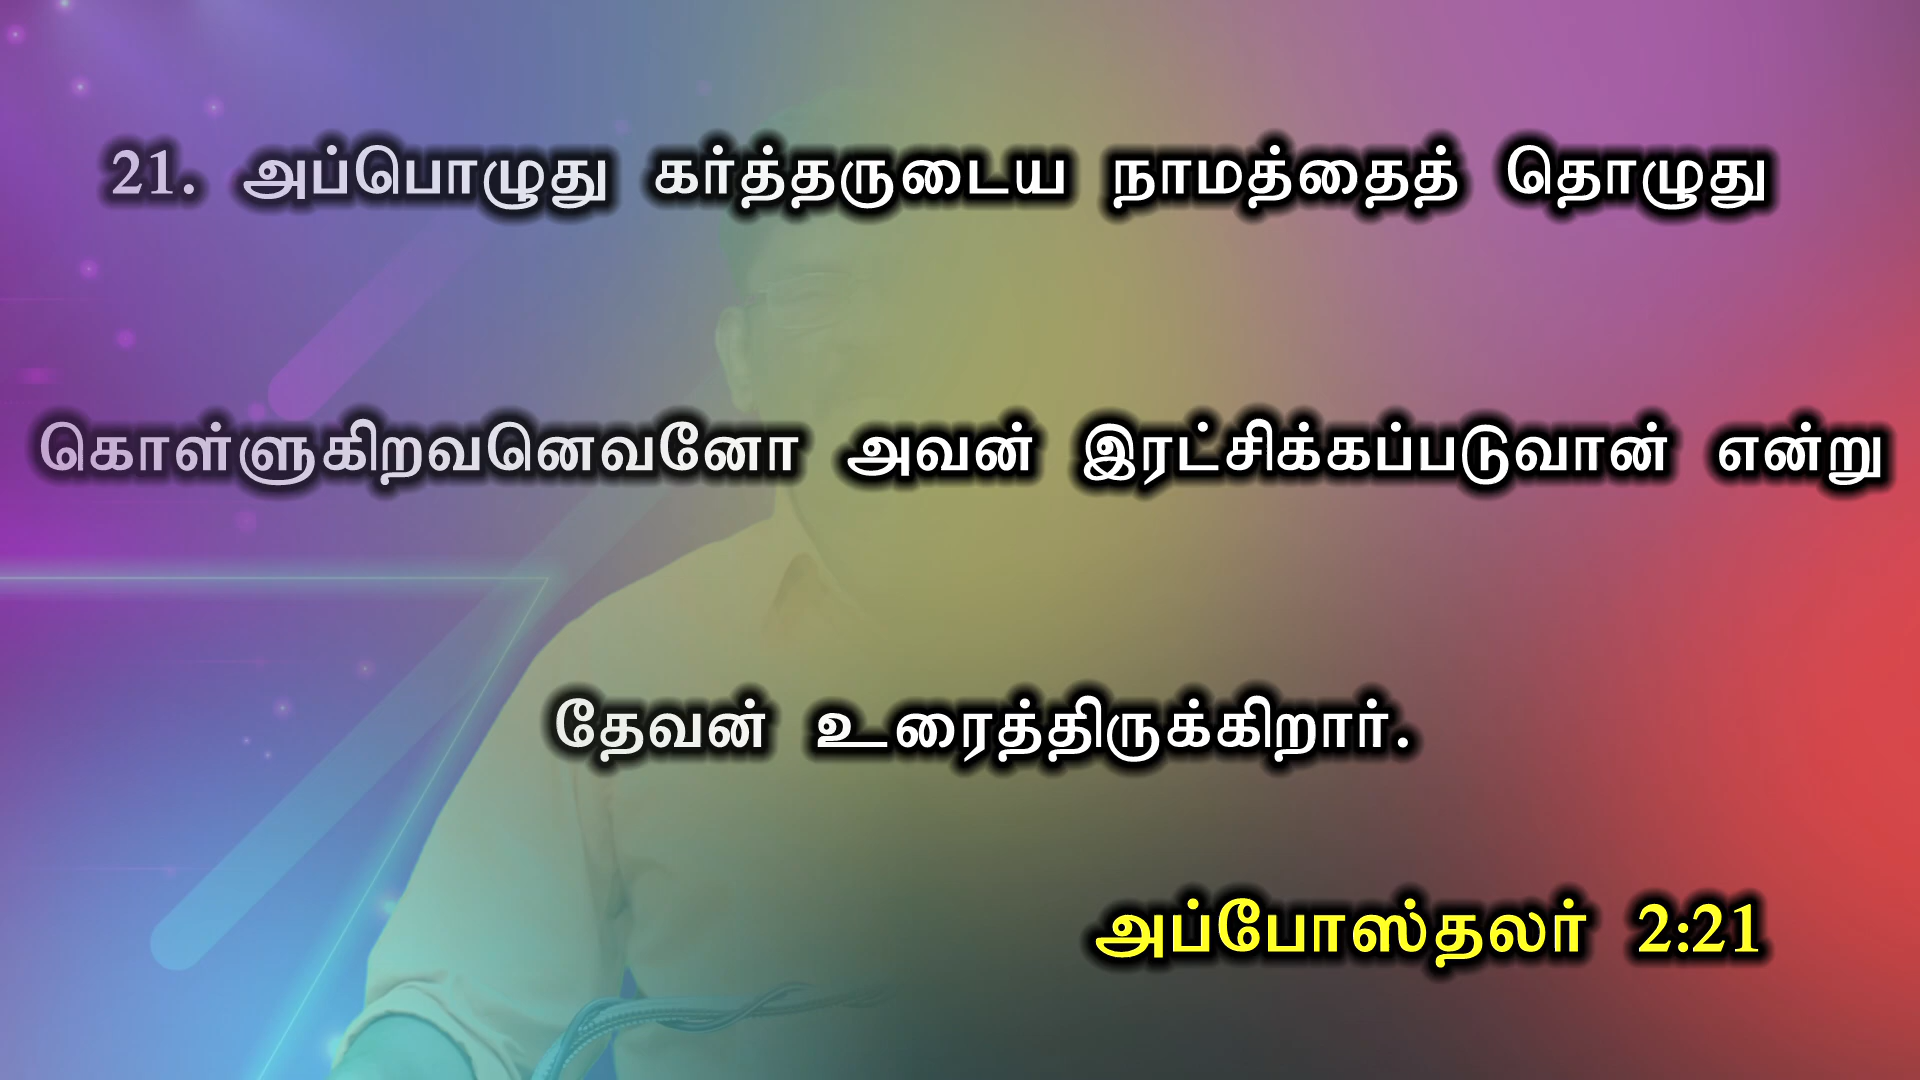 21. அப்பொழுது கர்த்தருடைய நாமத்தைத் தொழுது
கொள்ளுகிறவனெவனோ அவன் இரட்சிக்கப்படுவான் என்று
தேவன் உரைத்திருக்கிறார்.
அப்போஸ்தலர் 2:21